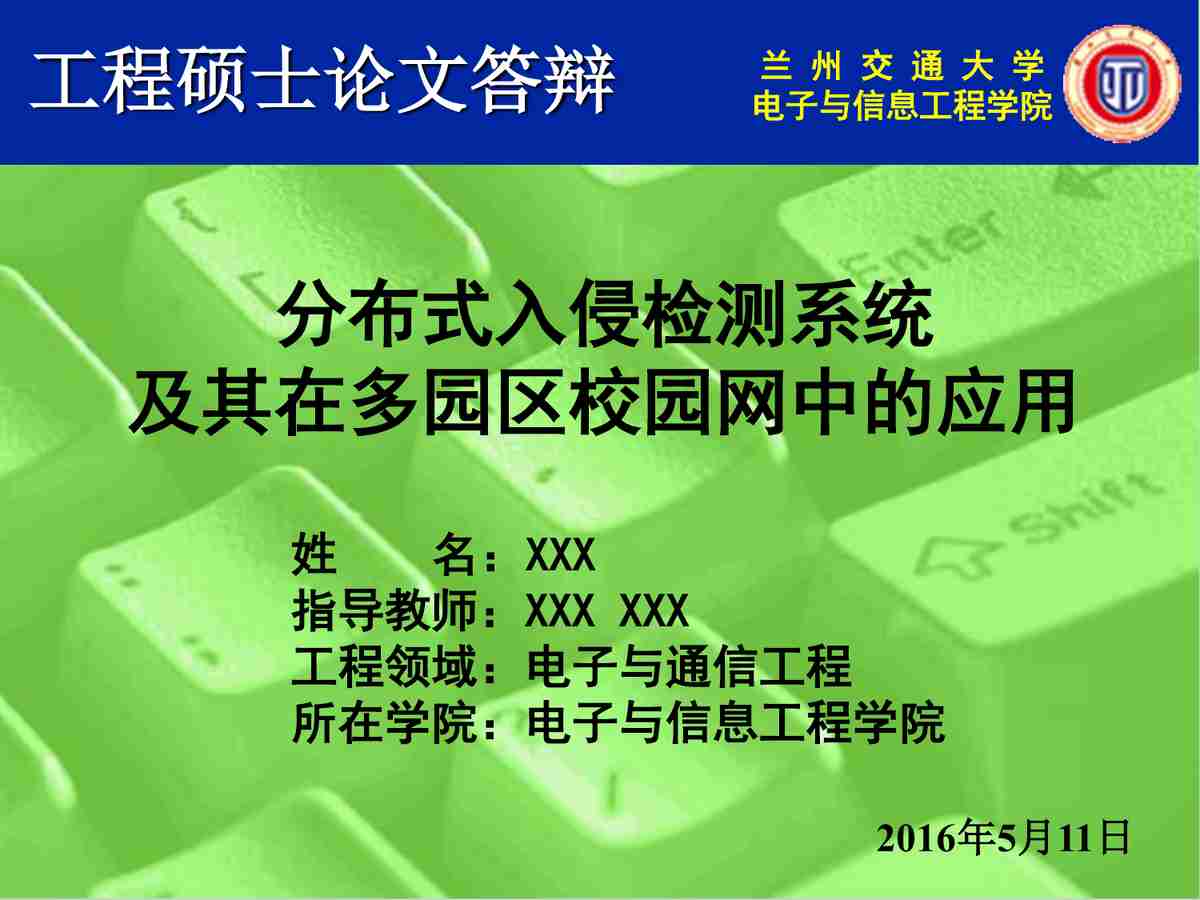 工程硕士论文答辩
兰州交通大学
电子与信息工程学院
分布式入侵检测系统
及其在多园区校园网中的应用
Enter
Shift
姓 名：XXX
指导教师：XXX XXX
工程领域：电子与通信工程
所在学院：电子与信息工程学院
2016年5月11日